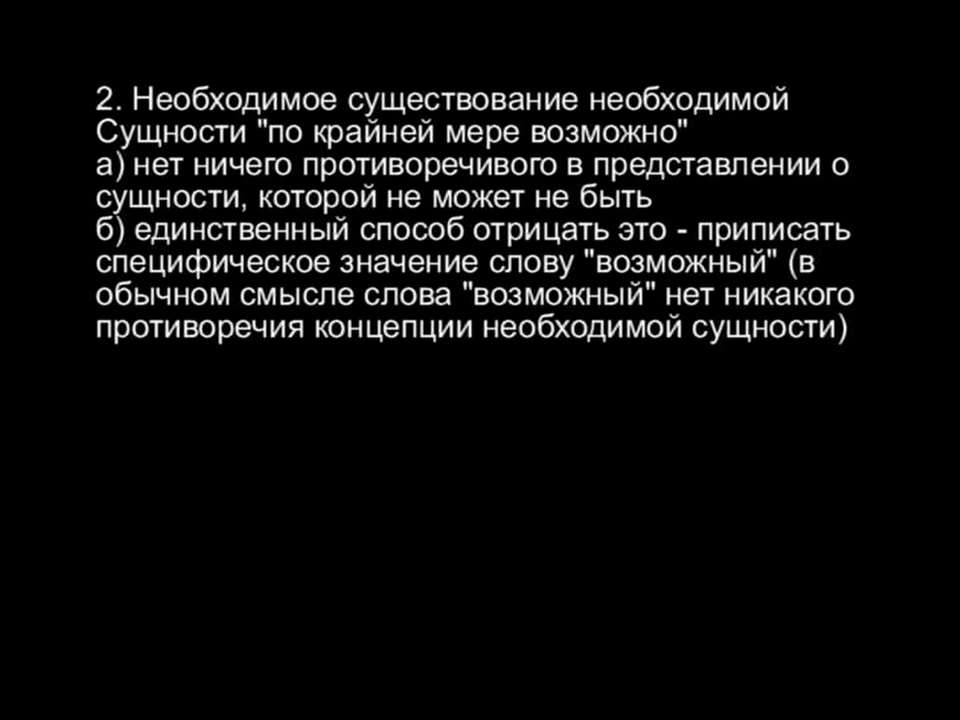 2. Необходимое существование необходимой
Сущности "по крайней мере возможно"
а) нет ничего противоречивого в представлении о
сущности, которой не может не быть
б) единственный способ отрицать это - приписать
специфическое значение слову "возможный" (в
обычном смысле слова "возможный" нет никакого
противоречия концепции необходимой сущности)